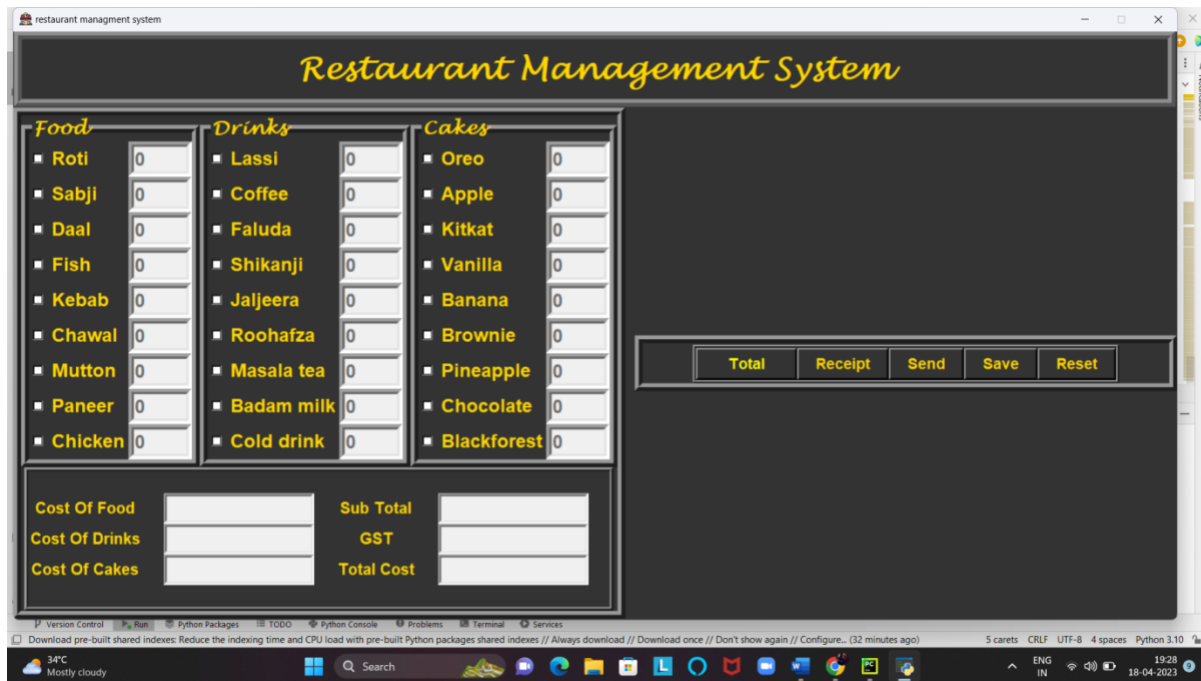 restaurant managment system
Restaurant Management System
Food Drinks Cakes
Roti 0 Lassi 0 Oreo 0
Sabji 0 Coffee 0 Apple 0
Daal 0 Faluda 0 Kitkat 0
Fish 0 Shikanji 0 Vanilla 0
Kebab 0 Jaljeera 0 Banana 0
Chawal 0 Roohafza 0 Brownie 0
Mutton 0 Masala tea 0 Pineapple 0
Paneer 0 Badam milk 0 Chocolate 0
Chicken 0 Cold drink 0 Blackforest 0
Total Receipt Send Save Reset
Cost Of Food Sub Total
Cost Of Drinks GST
Cost Of Cakes Total Cost
Version Control Run Python Packages TODO Python Console Problems Terminal Services
Download pre-built shared indexes: Reduce the indexing time and CPU load with pre-built Python packages shared indexes // Always download // Download once // Don't show again // Configure... (32 minutes ago) 5 carets CRLF UTF-8 4 spaces Python 3.10
34°C
Mostly cloudy
Search
ENG
IN
19:28
18-04-2023